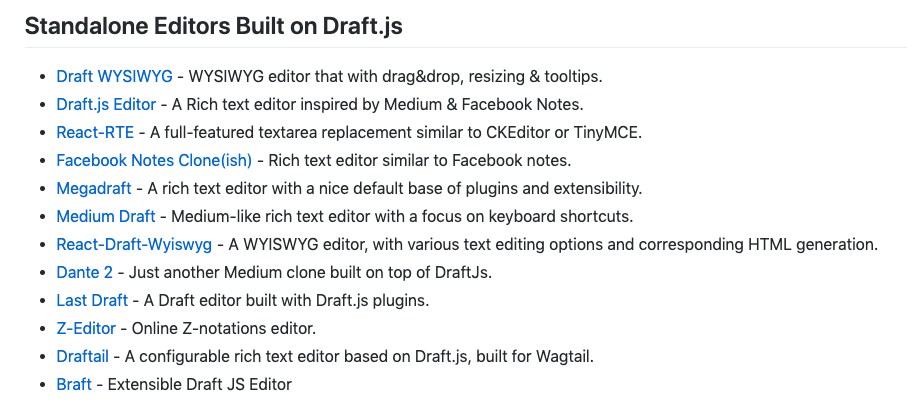 Standalone Editors Built on Draft.js
• Draft WYSIWYG - WYSIWYG editor that with drag&drop, resizing & tooltips.
• Draft.js Editor - A Rich text editor inspired by Medium & Facebook Notes.
• React-RTE - A full-featured textarea replacement similar to CKEditor or TinyMCE.
• Facebook Notes Clone(ish) - Rich text editor similar to Facebook notes.
• Megadraft - A rich text editor with a nice default base of plugins and extensibility.
• Medium Draft - Medium-like rich text editor with a focus on keyboard shortcuts.
• React-Draft-Wyiswyg - A WYISWYG editor, with various text editing options and corresponding HTML generation.
• Dante 2 - Just another Medium clone built on top of DraftJs.
• Last Draft - A Draft editor built with Draft.js plugins.
• Z-Editor - Online Z-notations editor.
• Draftail - A configurable rich text editor based on Draft.js, built for Wagtail.
• Braft - Extensible Draft JS Editor